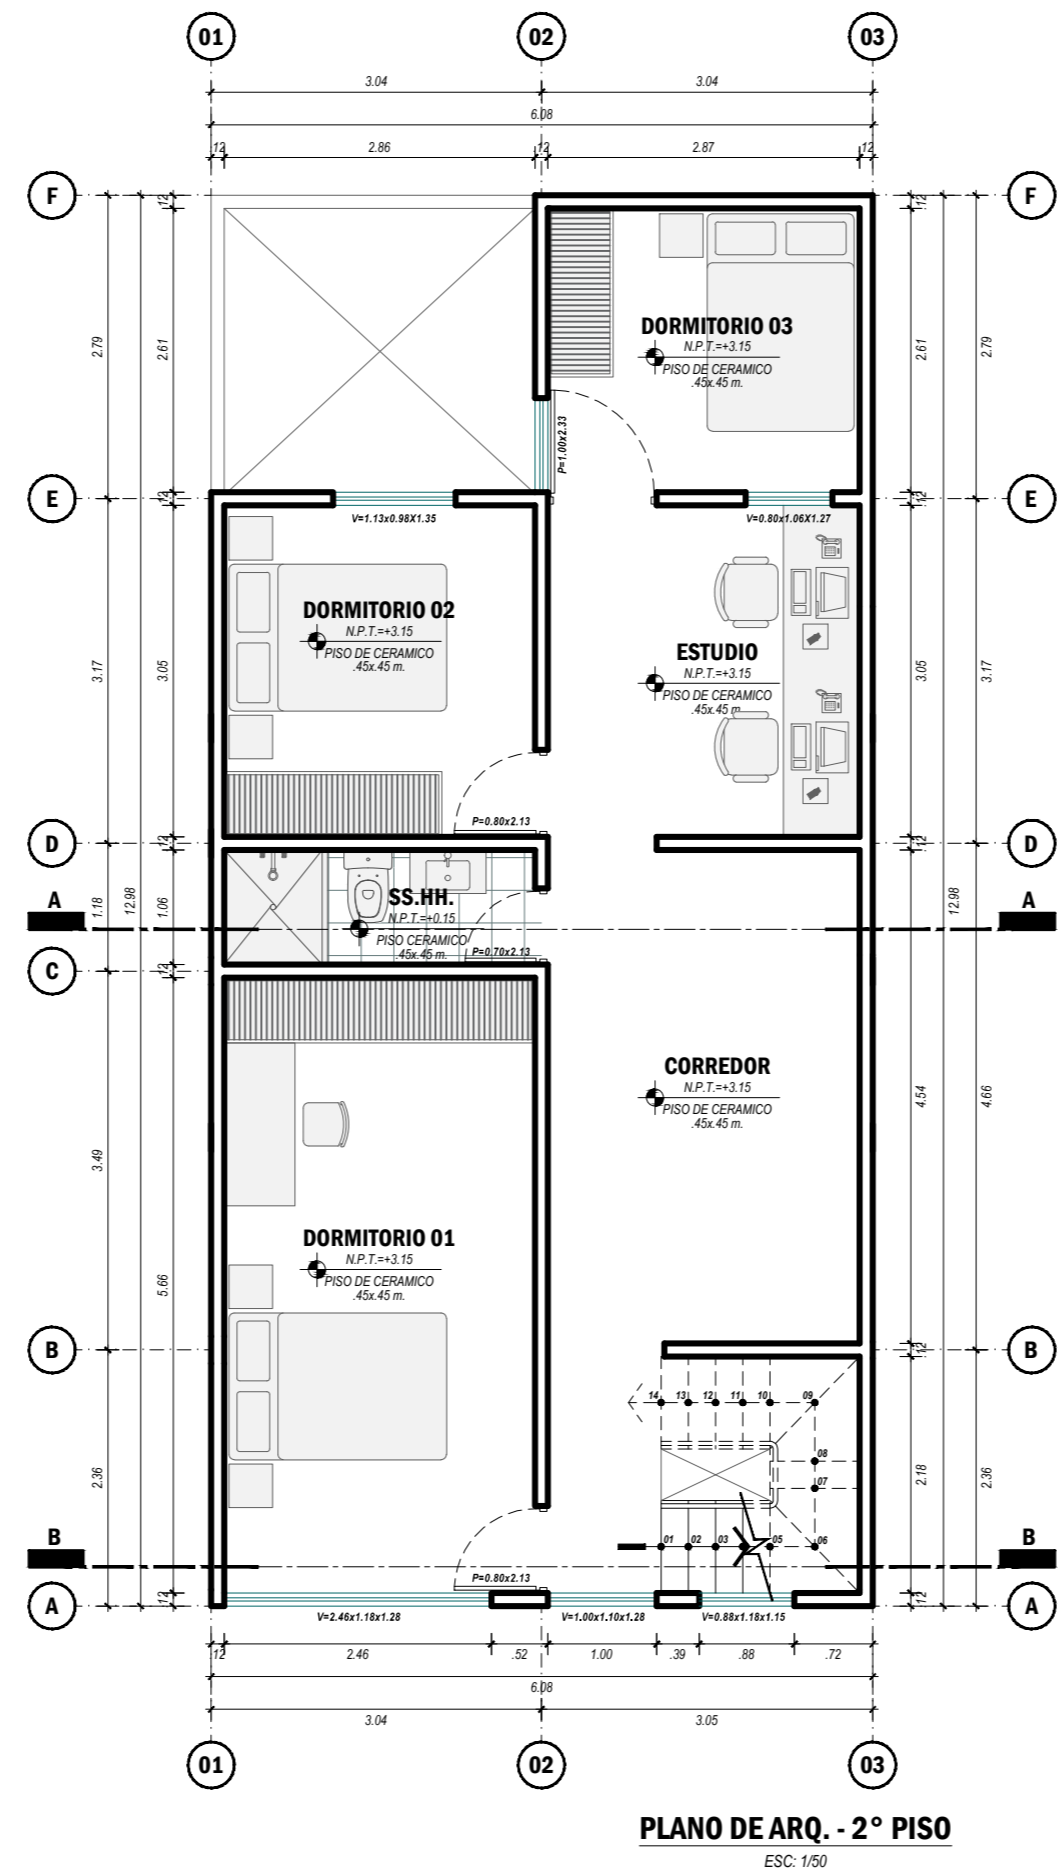 01 02 03
3.04 3.04
6.08
.12 2.86 .12 2.87 .12
F F
.12 .12
2.79 2.61 2.61 2.79
DORMITORIO 03
N.P.T.=+3.15
PISO DE CERAMICO
.45x.45 m.
P=1.00x2.33
E E
.12 .12
V=1.13x0.98X1.35 V=0.80x1.06X1.27
DORMITORIO 02
N.P.T.=+3.15
PISO DE CERAMICO
.45x.45 m.
ESTUDIO
N.P.T.=+3.15
PISO DE CERAMICO
.45x.45 m.
3.17 3.05 3.05 3.17
P=0.80x2.13
D D
.12 .12
A A
1.18 12.98 1.06 12.98
SS.HH.
N.P.T.=+0.15
PISO CERAMICO
.45x.45 m.
P=0.70x2.13
C
.12
CORREDOR
N.P.T.=+3.15
PISO DE CERAMICO
.45x.45 m.
3.49 4.54 4.66
DORMITORIO 01
N.P.T.=+3.15
PISO DE CERAMICO
.45x.45 m.
5.66
B B
.12
14 13 12 11 10 09
08
07
2.36 2.18 2.36
01 02 03 05 06
B B
P=0.80x2.13
A A
.12 .12
V=2.46x1.18x1.28 V=1.00x1.10x1.28 V=0.88x1.18x1.15
.12 2.46 .52 1.00 .39 .88 .72
6.08
3.04 3.05
01 02 03
PLANO DE ARQ. - 2° PISO
ESC: 1/50